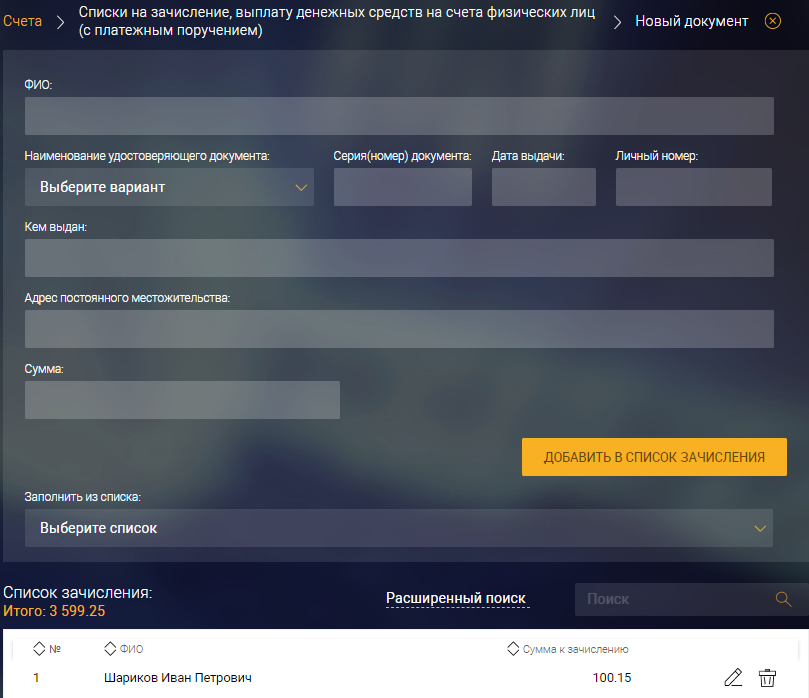 Счета
Списки на зачисление, выплату денежных средств на счета физических лиц
(с платежным поручением)
Новый документ
ФИО:
Наименование удостоверяющего документа: Серия(номер) документа: Дата выдачи: Личный номер:
Выберите вариант
Кем выдан:
Адрес постоянного местожительства:
Сумма:
ДОБАВИТЬ В СПИСОК ЗАЧИСЛЕНИЯ
Заполнить из списка:
Выберите список
Список зачисления:
Итого: 3 599.25
Расширенный поиск
Поиск
№ ФИО Сумма к зачислению
1 Шариков Иван Петрович 100.15